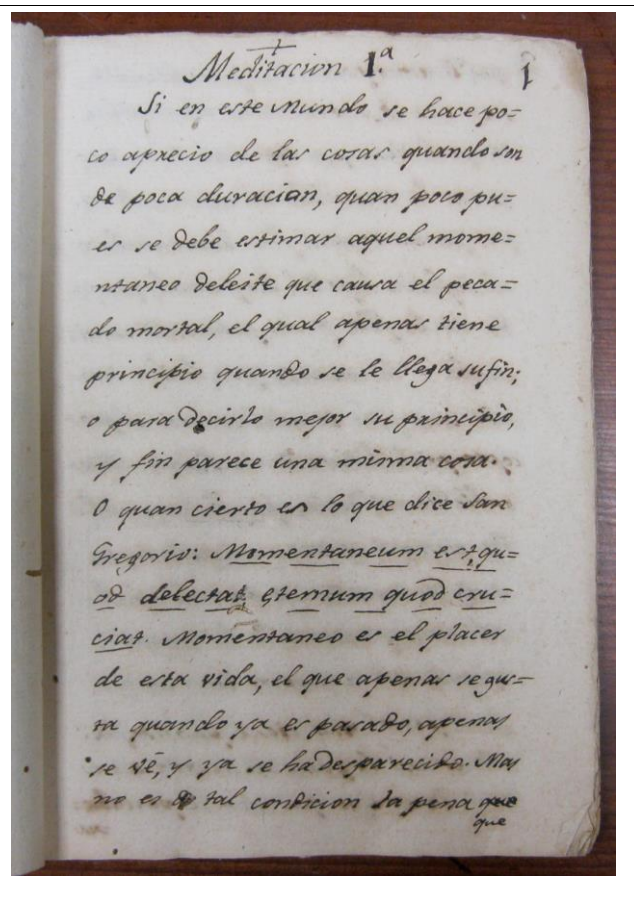 Meditacion 1.ª
1
Si en este Mundo se hace po=
co aprecio de las cosas quando son
de poca duracion, quan poco pu=
es se debe estimar aquel mome=
ntaneo deleite que causa el peca=
do mortal, el qual apenas tiene
principio quando se le llega su fin;
o para decirlo mejor su principio,
y fin parece una misma cosa.
O quan cierto es lo que dice San
Gregorio: Momentaneum est qu=
od delectat, ęternum quod cru=
ciat. Momentaneo es el placer
de esta vida, el que apenas se gus=
ta quando ya es pasado, apenas
se vé, y ya se ha desparecido. Mas
no es de tal condicion la pena que
que